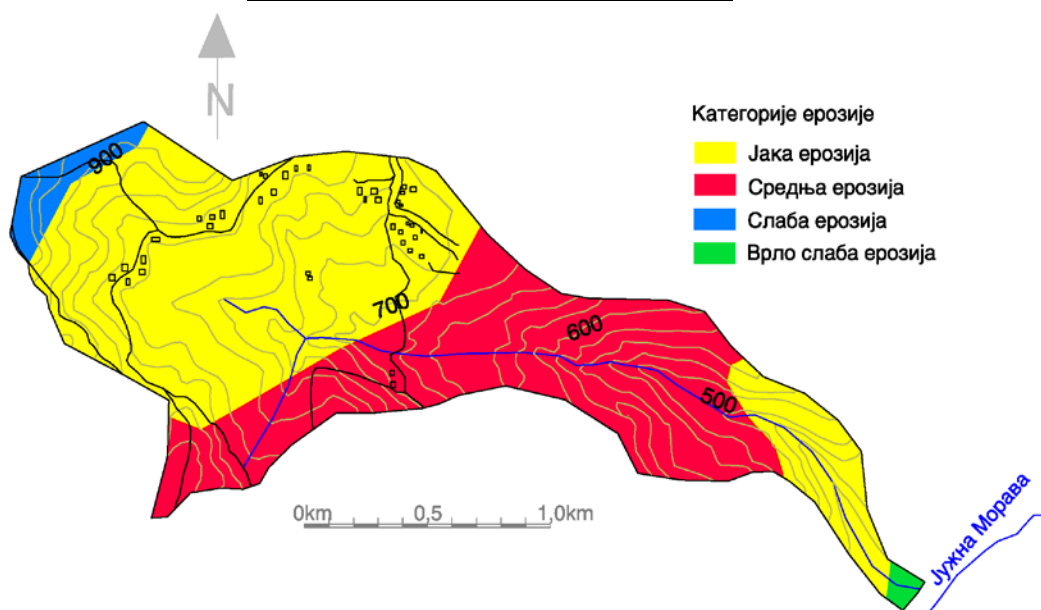 N
900
Категорије ерозије
Јака ерозија
Средња ерозија
Слаба ерозија
Врло слаба ерозија
700
600
500
0km 0,5 1,0km
Јужна Морава